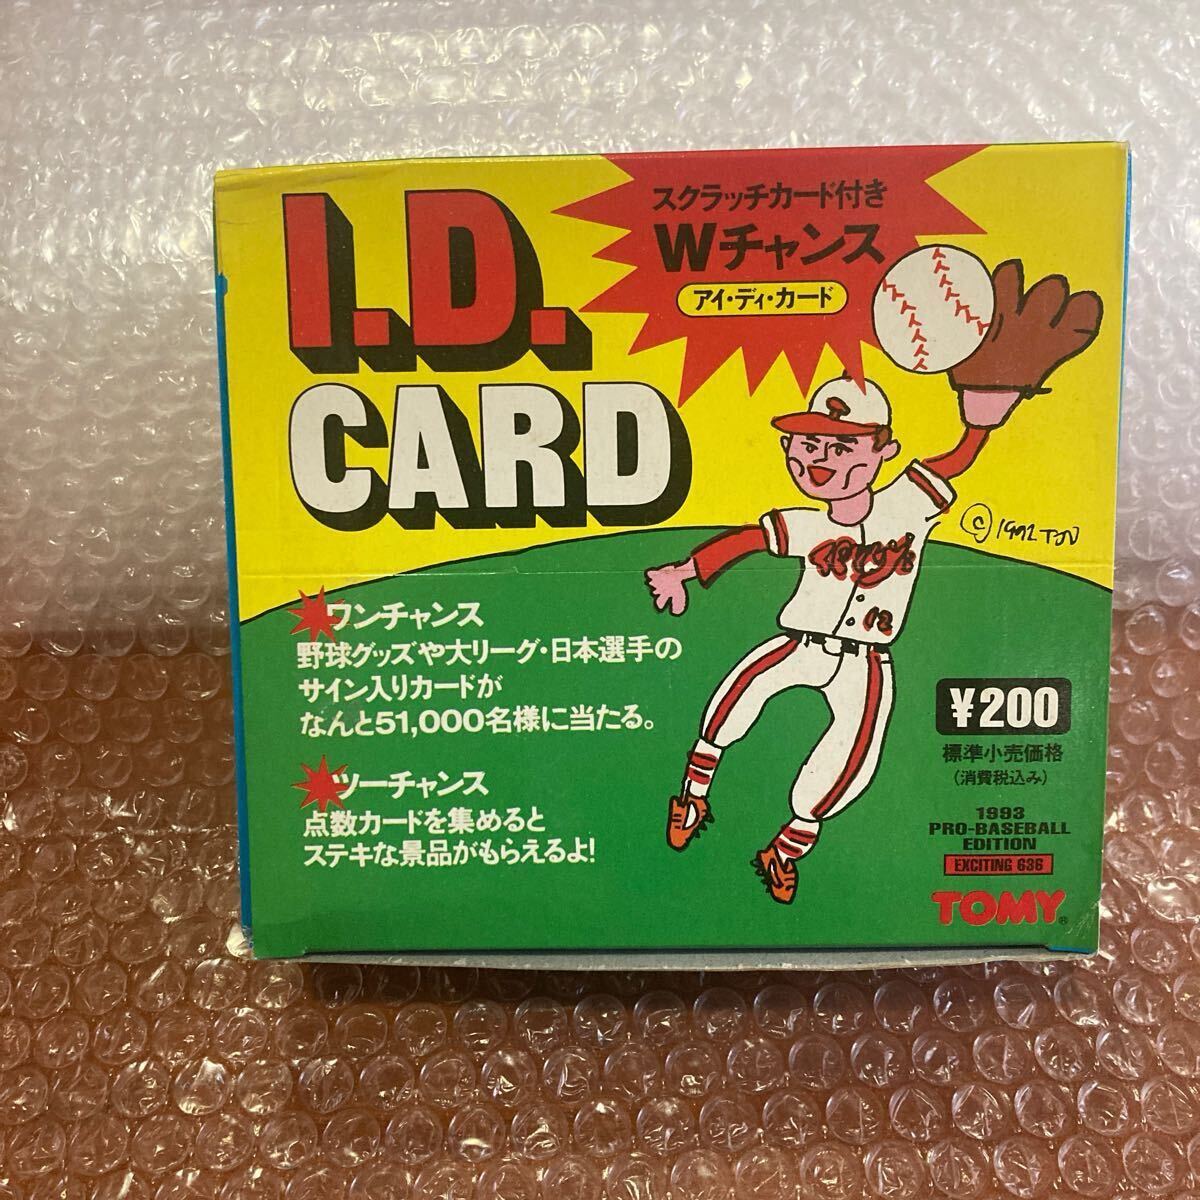 I.D.
CARD
スクラッチカード付き
Wチャンス
アイ・ディ・カード
©1992
12
ワンチャンス
野球グッズや大リーグ・日本選手の
サイン入りカードが
なんと51,000名様に当たる。
ツーチャンス
点数カードを集めると
ステキな景品がもらえるよ!
¥200
標準小売価格
(消費税込み)
1993
PRO-BASEBALL
EDITION
EXCITING 636
TOMY®